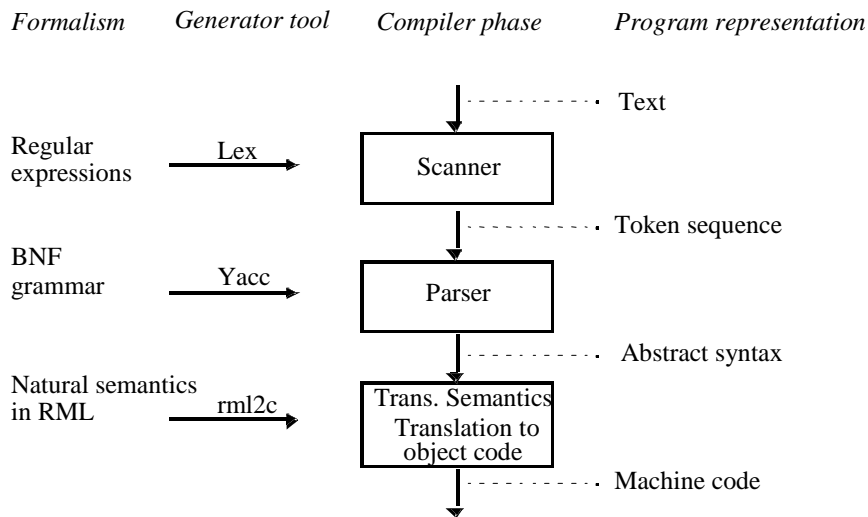 Formalism Generator tool Compiler phase Program representation
Text
Regular
expressions
Lex
Scanner
Token sequence
BNF
grammar
Yacc
Parser
Abstract syntax
Natural semantics
in RML
rml2c
Trans. Semantics
Translation to
object code
Machine code